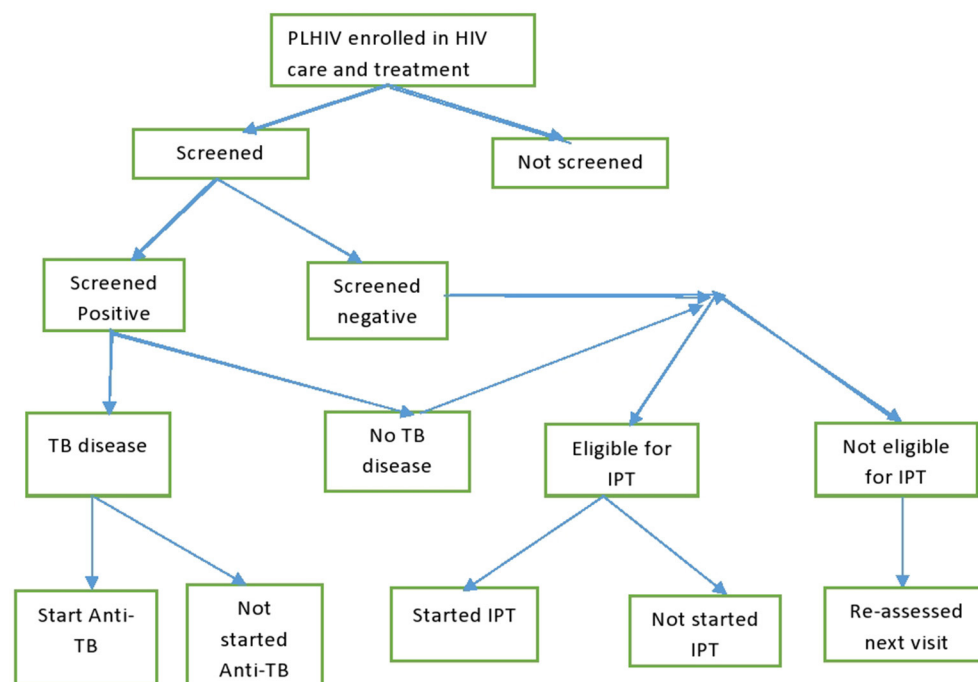 PLHIV enrolled in HIV
care and treatment
Screened
Not screened
Screened
Positive
Screened
negative
TB disease
No TB
disease
Eligible for
IPT
Not eligible
for IPT
Start Anti-
TB
Not
started
Anti-TB
Started IPT
Not started
IPT
Re-assessed
next visit